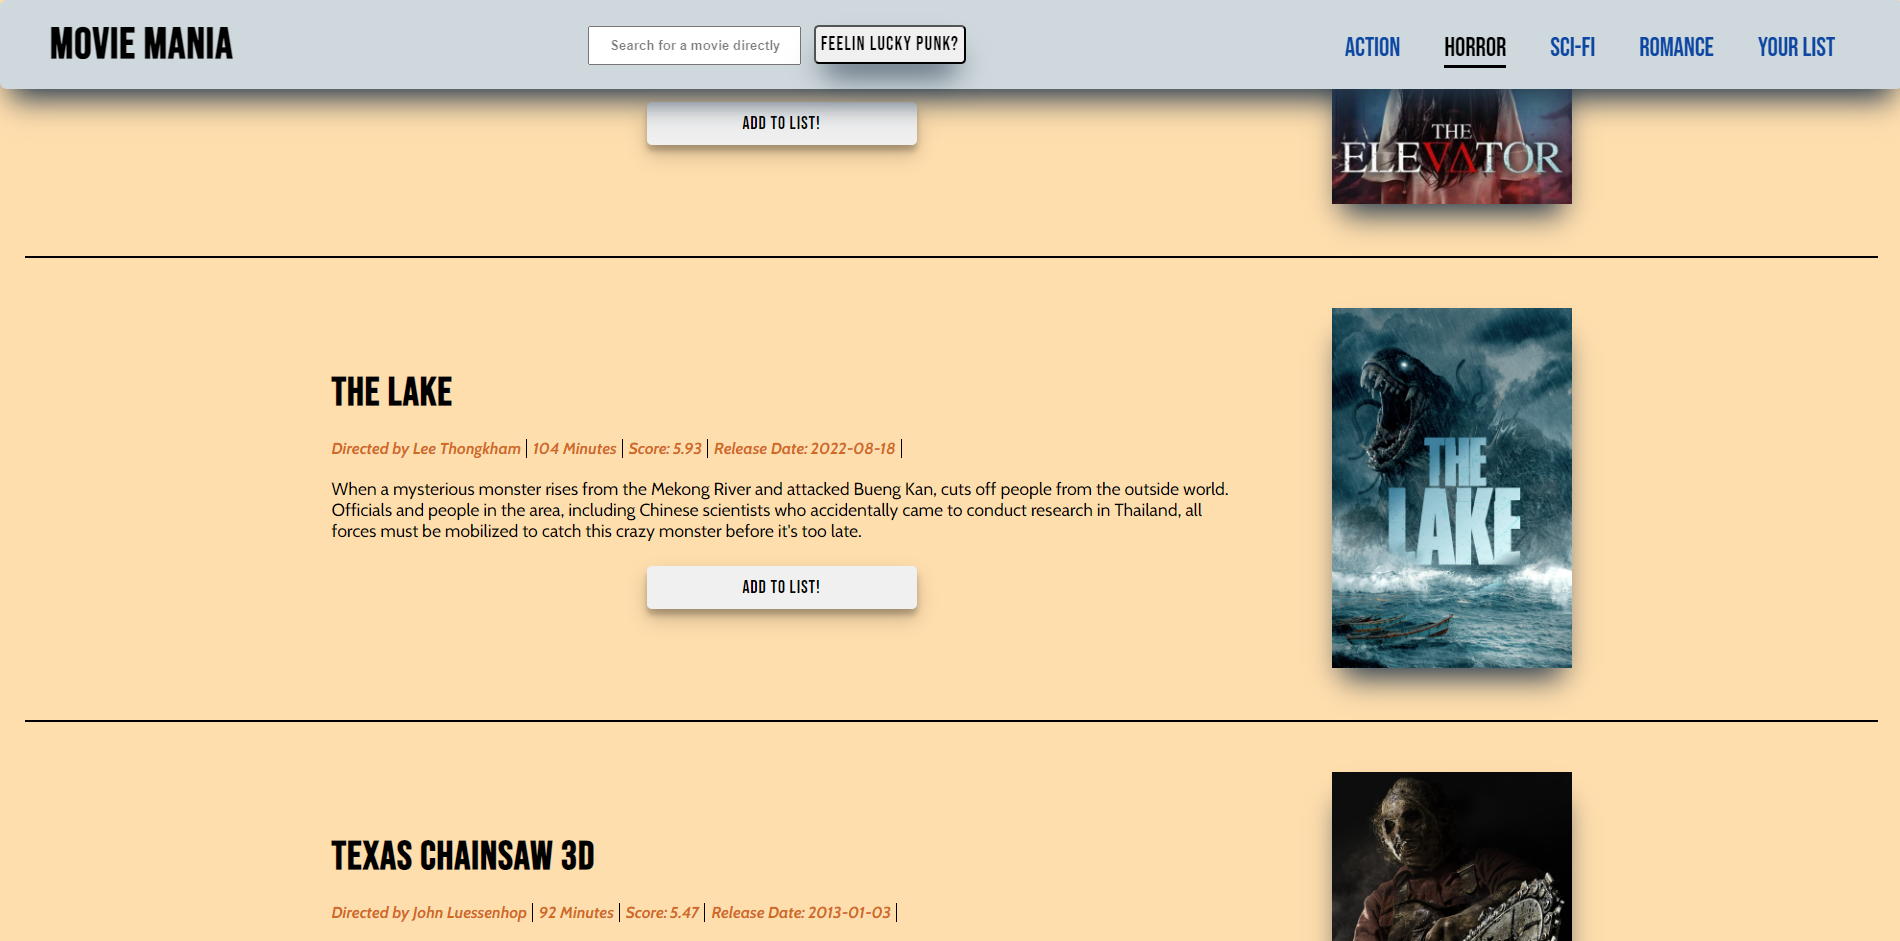 MOVIE MANIA
Search for a movie directly
FEELIN LUCKY PUNK?
ACTION
HORROR
SCI-FI
ROMANCE
YOUR LIST
ADD TO LIST!
THE
ELEVATOR
THE LAKE
Directed by Lee Thongkham
104 Minutes
Score: 5.93
Release Date: 2022-08-18
When a mysterious monster rises from the Mekong River and attacked Bueng Kan, cuts off people from the outside world.
Officials and people in the area, including Chinese scientists who accidentally came to conduct research in Thailand, all
forces must be mobilized to catch this crazy monster before it's too late.
ADD TO LIST!
THE
LAKE
TEXAS CHAINSAW 3D
Directed by John Luessenhop
92 Minutes
Score: 5.47
Release Date: 2013-01-03